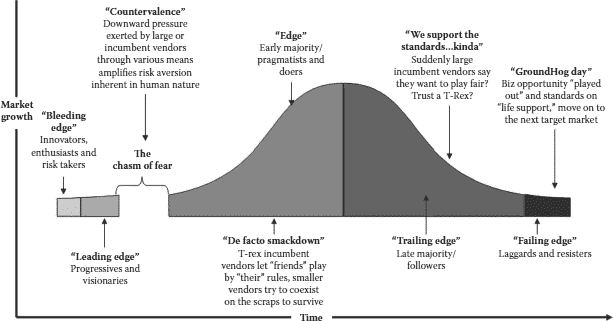 “Countervalence”
Downward pressure
exerted by large or
incumbent vendors
through various means
amplifies risk aversion
inherent in human nature
“Edge”
Early majority/
pragmatists and
doers
“We support the
standards...kinda”
Suddenly large
incumbent vendors say
they want to play fair?
Trust a T-Rex?
“GroundHog day”
Biz opportunity “played
out” and standards on
“life support,” move on to
the next target market
Market
growth
“Bleeding
edge”
Innovators,
enthusiasts and
risk takers
The
chasm of fear
“Leading edge”
Progressives and
visionaries
“De facto smackdown”
T-rex incumbent
vendors let “friends” play
by “their” rules, smaller
vendors try to coexist
on the scraps to survive
“Trailing edge”
Late majority/
followers
“Failing edge”
Laggards and resisters
Time